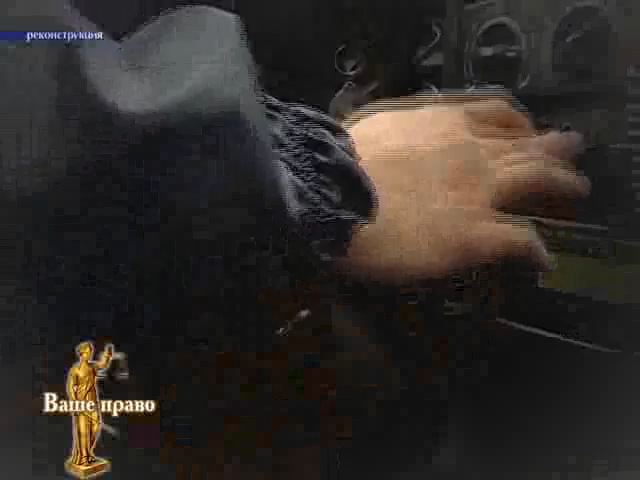 реконструкция
Ваше право